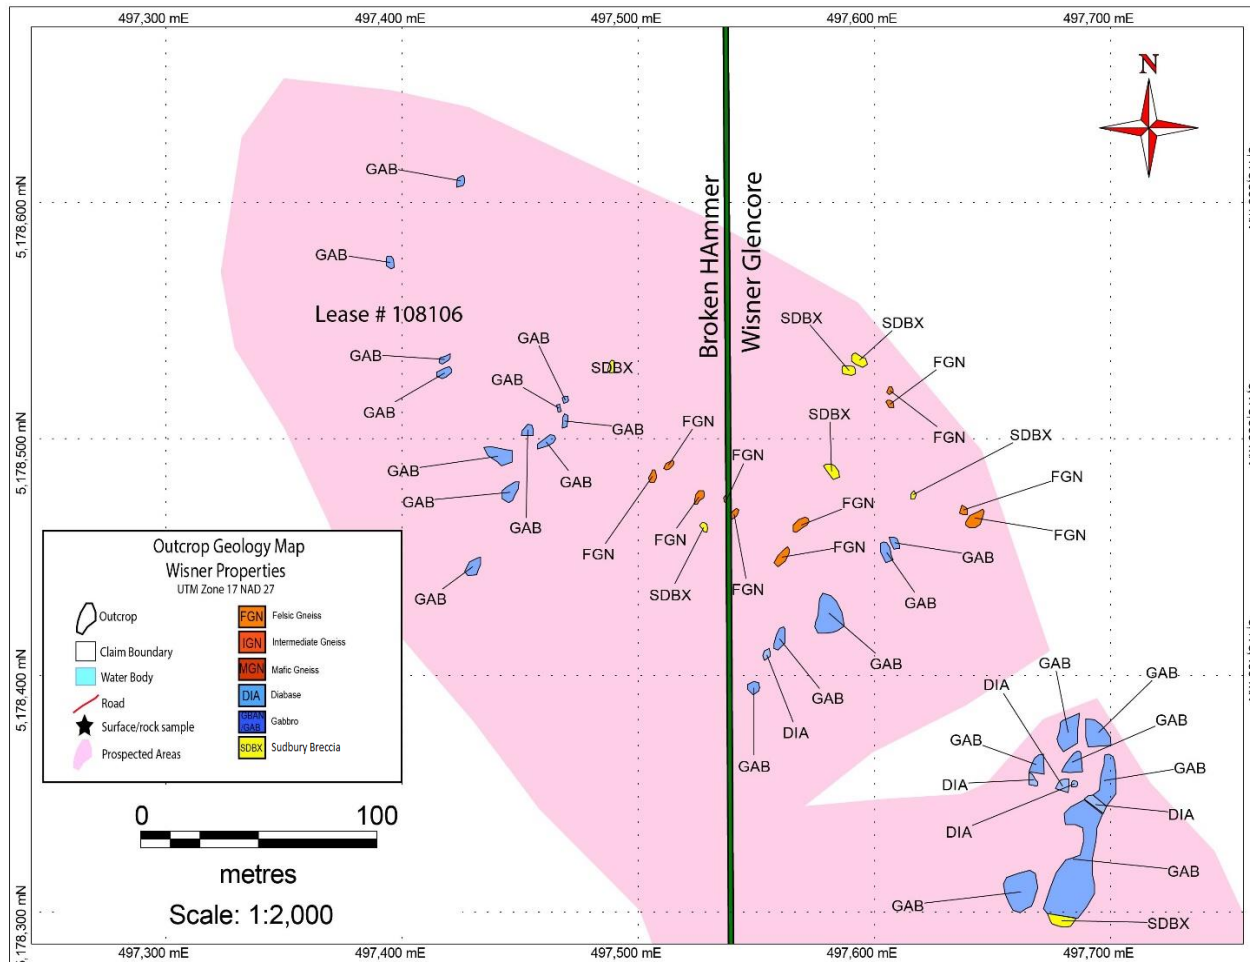 497,300 mE
497,400 mE
497,500 mE
497,600 mE
497,700 mE
N
5,178,600 mN
5,178,500 mN
5,178,400 mN
5,178,300 mN
Broken HAmmer
Wisner Glencore
Lease # 108106
GAB
GAB
GAB
GAB
GAB
GAB
GAB
GAB
GAB
GAB
GAB
GAB
SDBX
FGN
FGN
FGN
SDBX
FGN
FGN
SDBX
SDBX
FGN
FGN
SDBX
SDBX
FGN
FGN
FGN
FGN
GAB
GAB
GAB
GAB
DIA
GAB
GAB
GAB
DIA
GAB
GAB
DIA
DIA
GAB
DIA
GAB
GAB
SDBX
Outcrop Geology Map
Wisner Properties
UTM Zone 17 NAD 27
Outcrop
Claim Boundary
Water Body
Road
Surface/rock sample
Prospected Areas
FGN Felsic Gneiss
IGN Intermediate Gneiss
MGN Mafic Gneiss
DIA Diabase
GBAN /GAB Gabbro
SDBX Sudbury Breccia
0 100
metres
Scale: 1:2,000
497,300 mE
497,400 mE
497,500 mE
497,600 mE
497,700 mE